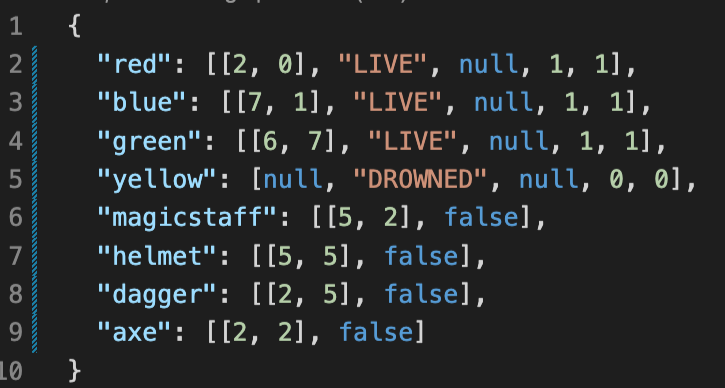 1 {
2 "red": [[2, 0], "LIVE", null, 1, 1],
3 "blue": [[7, 1], "LIVE", null, 1, 1],
4 "green": [[6, 7], "LIVE", null, 1, 1],
5 "yellow": [null, "DROWNED", null, 0, 0],
6 "magicstaff": [[5, 2], false],
7 "helmet": [[5, 5], false],
8 "dagger": [[2, 5], false],
9 "axe": [[2, 2], false]
10 }